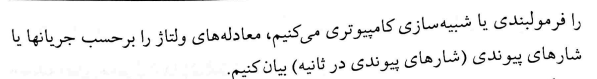 را فرمولبندی یا شبیه‌سازی کامپیوتری می‌کنیم، معادله‌های ولتاژ را برحسب جریانها یا
شارهای پیوندی (شارهای پیوندی در ثانیه) بیان کنیم.